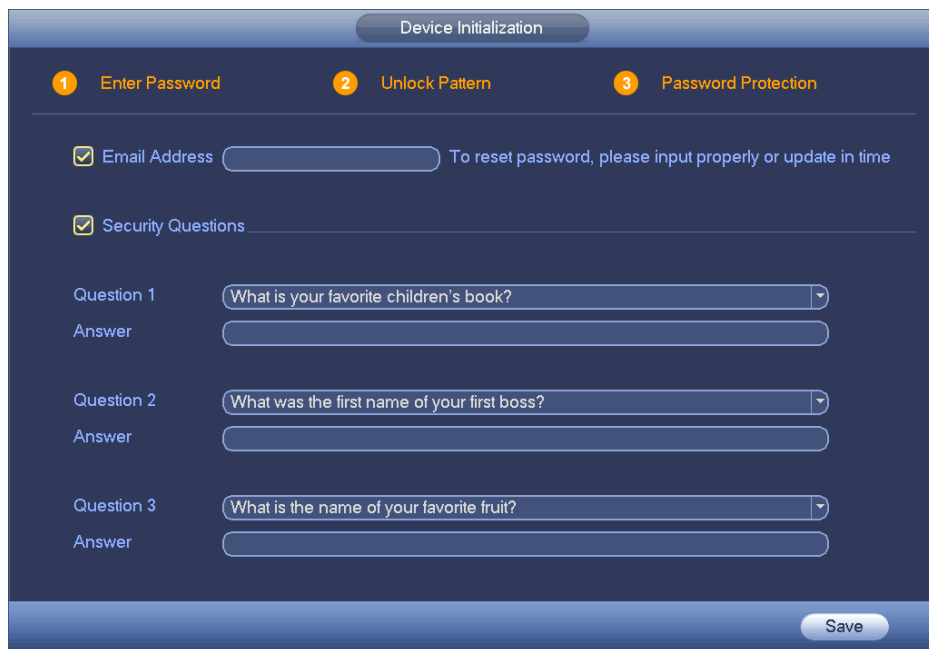 Device Initialization
1 Enter Password 2 Unlock Pattern 3 Password Protection
Email Address To reset password, please input properly or update in time
Security Questions
Question 1 What is your favorite children's book?
Answer
Question 2 What was the first name of your first boss?
Answer
Question 3 What is the name of your favorite fruit?
Answer
Save